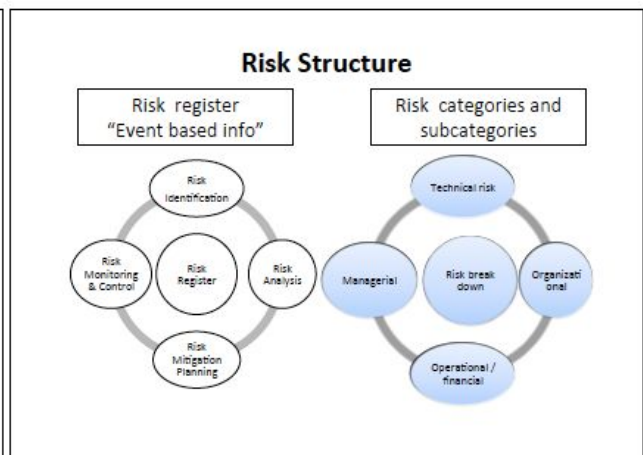 Risk Structure
Risk register
“Event based info”
Risk categories and
subcategories
Risk
Identification
Risk
Monitoring
& Control
Risk
Register
Risk
Analysis
Risk
Mitigation
Planning
Technical risk
Managerial
Risk break
down
Organizati
onal
Operational /
financial